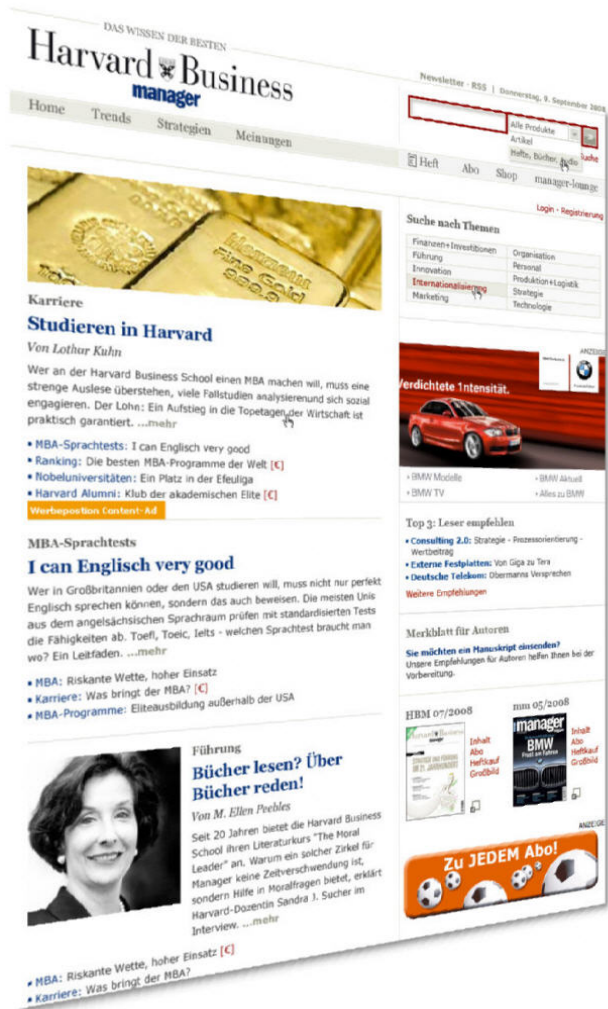 DAS WISSEN DER BESTEN
Harvard Business
manager
Newsletter · RSS | Donnerstag, 9. September 2008
Alle Produkte
Artikel
Hefte, Bücher, Audio
Suche
Home Trends Strategien Meinungen
Heft Abo Shop manager-lounge
Login · Registrierung
Karriere
Studieren in Harvard
Von Lothar Kuhn
Wer an der Harvard Business School einen MBA machen will, muss eine
strenge Auslese überstehen, viele Fallstudien analysierenund sich sozial
engagieren. Der Lohn: Ein Aufstieg in die Topetagen der Wirtschaft ist
praktisch garantiert. ...mehr
• MBA-Sprachtests: I can Englisch very good
• Ranking: Die besten MBA-Programme der Welt [€]
• Nobeluniversitäten: Ein Platz in der Efeuliga
• Harvard Alumni: Klub der akademischen Elite [€]
Werbepostion Content-Ad
MBA-Sprachtests
I can Englisch very good
Wer in Großbritannien oder den USA studieren will, muss nicht nur perfekt
Englisch sprechen können, sondern das auch beweisen. Die meisten Unis
aus dem angelsächsischen Sprachraum prüfen mit standardisierten Tests
die Fähigkeiten ab. Toefl, Toeic, Ielts - welchen Sprachtest braucht man
wo? Ein Leitfaden. ...mehr
• MBA: Riskante Wette, hoher Einsatz
• Karriere: Was bringt der MBA? [€]
• MBA-Programme: Eliteausbildung außerhalb der USA
Führung
Bücher lesen? Über
Bücher reden!
Von M. Ellen Peebles
Seit 20 Jahren bietet die Harvard Business
School ihren Literaturkurs "The Moral
Leader" an. Warum ein solcher Zirkel für
Manager keine Zeitverschwendung ist,
sondern Hilfe in Moralfragen bietet, erklärt
Harvard-Dozentin Sandra J. Sucher im
Interview. ...mehr
• MBA: Riskante Wette, hoher Einsatz [€]
• Karriere: Was bringt der MBA?
Suche nach Themen
Finanzen+Investitionen
Führung
Innovation
Internationalisierung
Marketing
Organisation
Personal
Produktion+Logistik
Strategie
Technologie
ANZEIGE
Verdichtete 1ntensität.
› BMW Modelle › BMW Aktuell
› BMW TV › Alles zu BMW
Top 3: Leser empfehlen
• Consulting 2.0: Strategie - Prozessorientierung -
Wertbeitrag
• Externe Festplatten: Von Giga zu Tera
• Deutsche Telekom: Obermanns Versprechen
Weitere Empfehlungen
Merkblatt für Autoren
Sie möchten ein Manuskript einsenden?
Unsere Empfehlungen für Autoren helfen Ihnen bei der
Vorbereitung.
HBM 07/2008
Inhalt
Abo
Heftkauf
Großbild
mm 05/2008
manager
BMW
Inhalt
Abo
Heftkauf
Großbild
ANZEIGE
Zu JEDEM Abo!